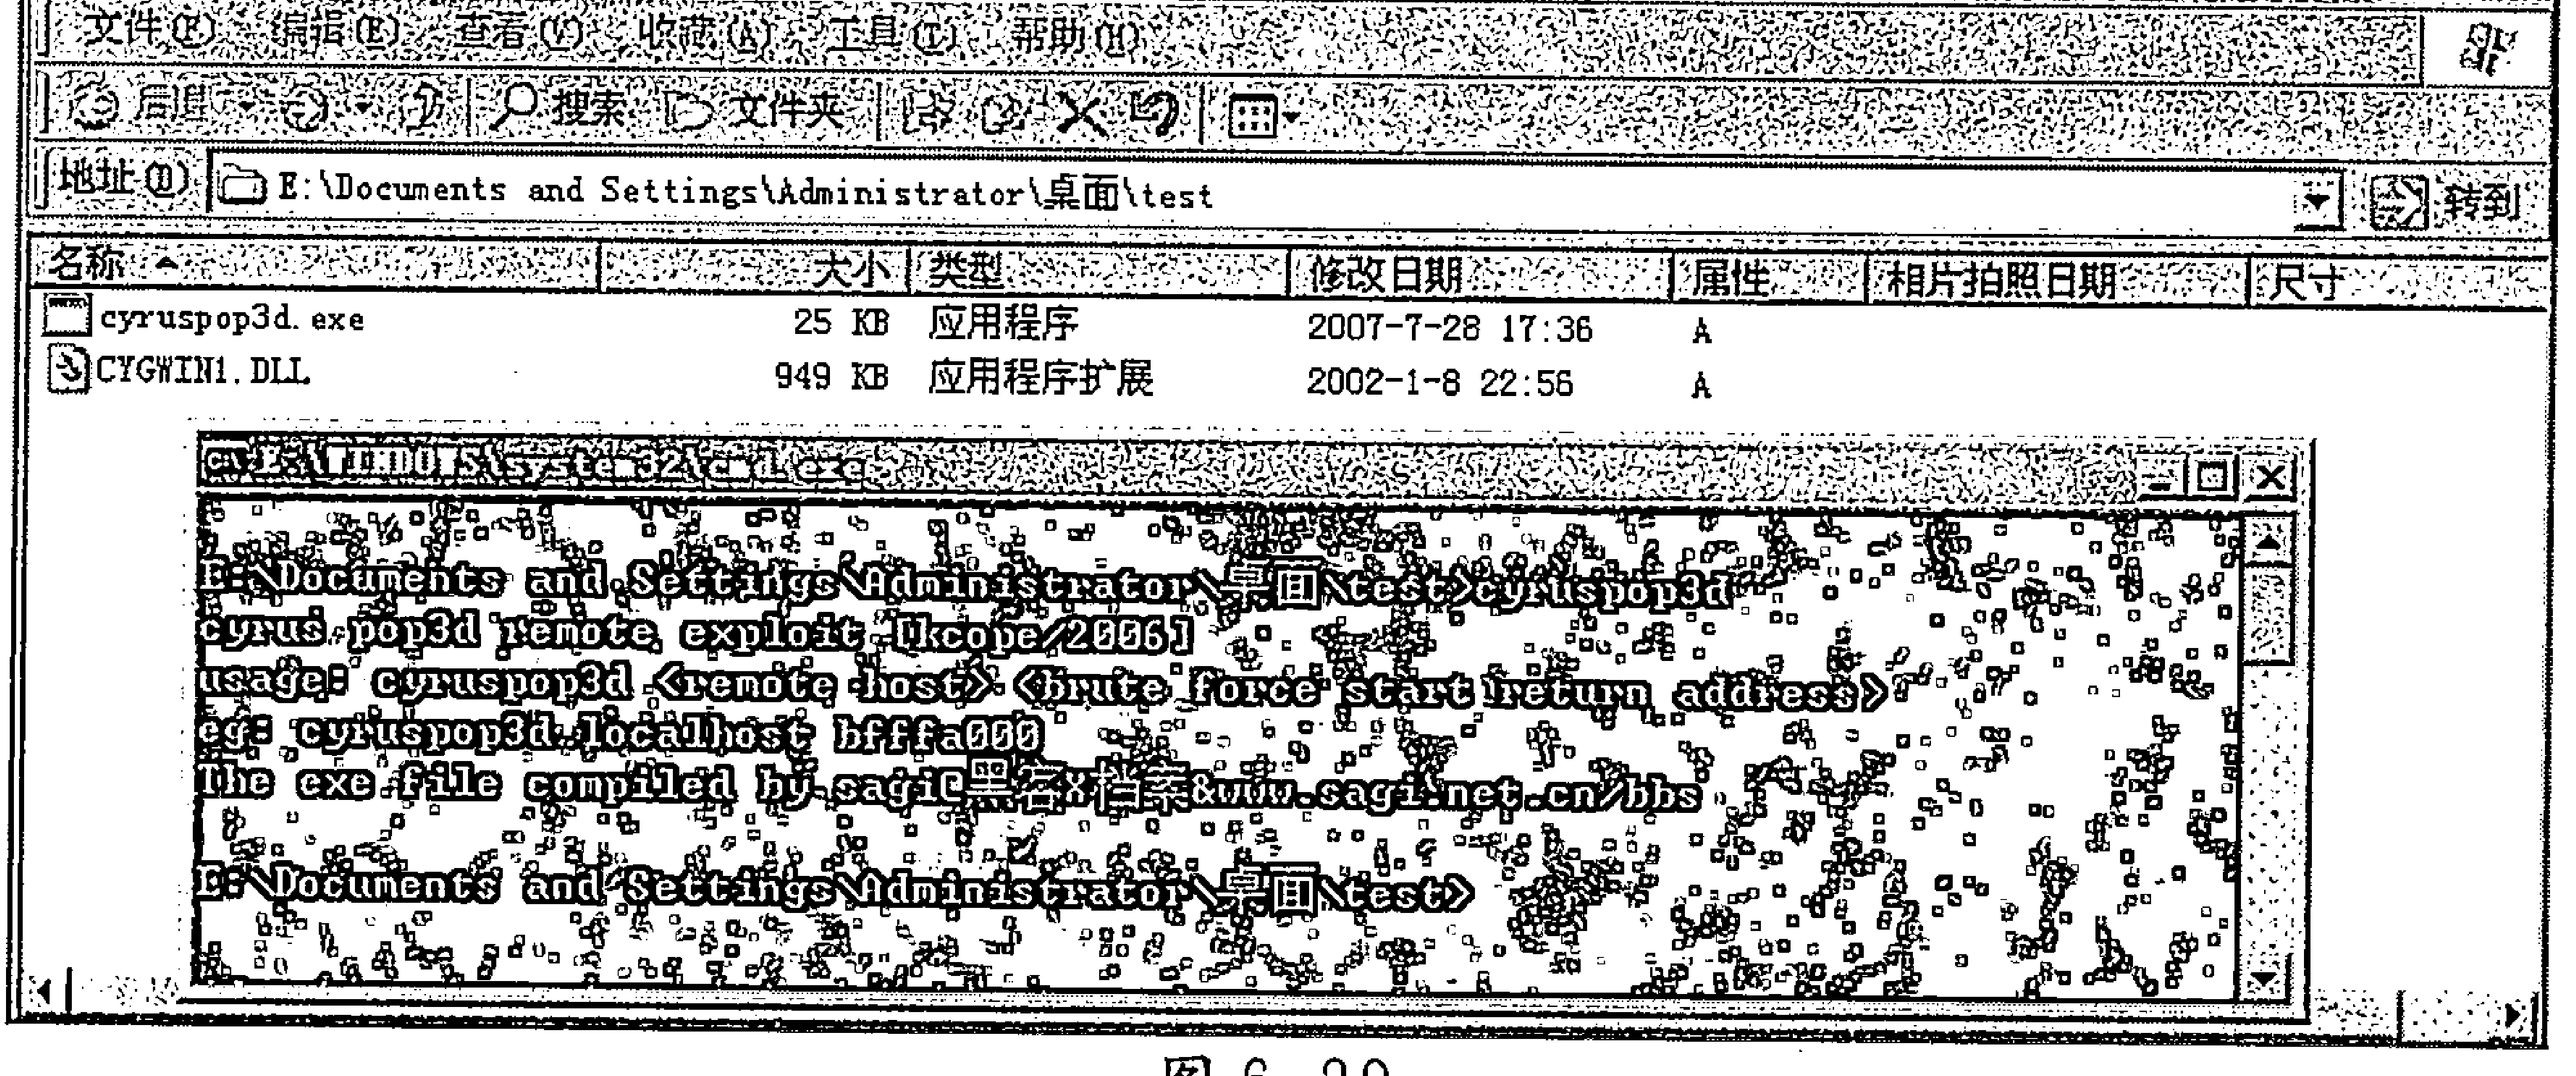 文件(F) 编辑(E) 查看(V) 收藏(A) 工具(T) 帮助(H)
后退 搜索 文件夹
地址(D) E:\Documents and Settings\Administrator\桌面\test 转到
名称 大小 类型 修改日期 属性 相片拍照日期 尺寸
cyruspop3d.exe 25 KB 应用程序 2007-7-28 17:36 A
CYGWIN1.DLL 949 KB 应用程序扩展 2002-1-8 22:56 A
E:\WINDOWS\system32\cmd.exe
E:\Documents and Settings\Administrator\桌面\test>cyruspop3d
cyrus pop3d remote exploit [kcope/2006]
usage: cyruspop3d <remote host> <brute force start return address>
eg: cyruspop3d localhost bfffa000
The exe file compiled by sagi@黑客X档案&www.sagi.net.cn/bbs
E:\Documents and Settings\Administrator\桌面\test>